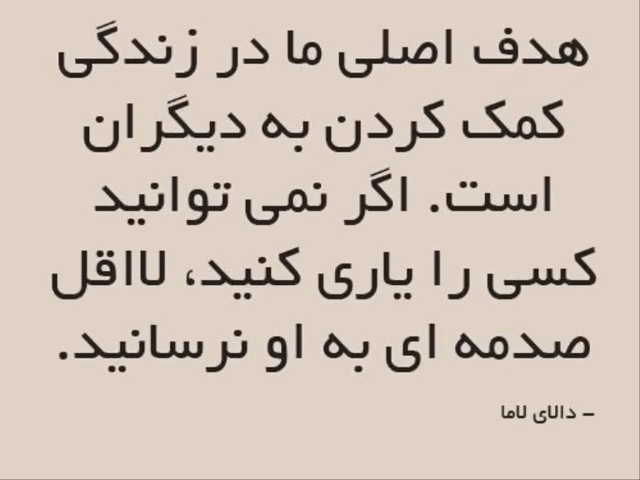 هدف اصلی ما در زندگی
کمک کردن به دیگران
است. اگر نمی توانید
کسی را یاری کنید، لااقل
صدمه ای به او نرسانید.
– دالای لاما